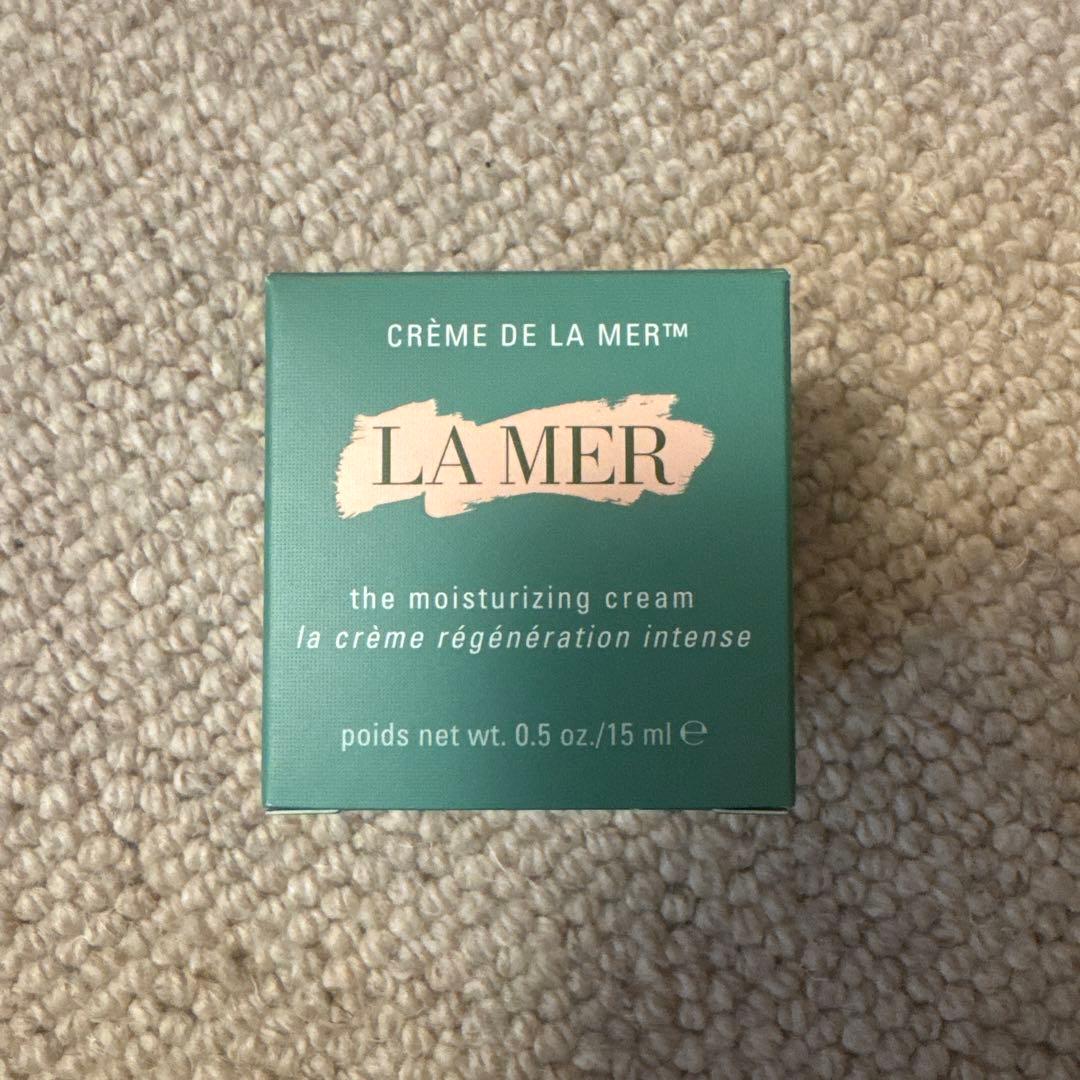 CRÈME DE LA MER™
LA MER
the moisturizing cream
la crème régénération intense
poids net wt. 0.5 oz./15 ml ℮